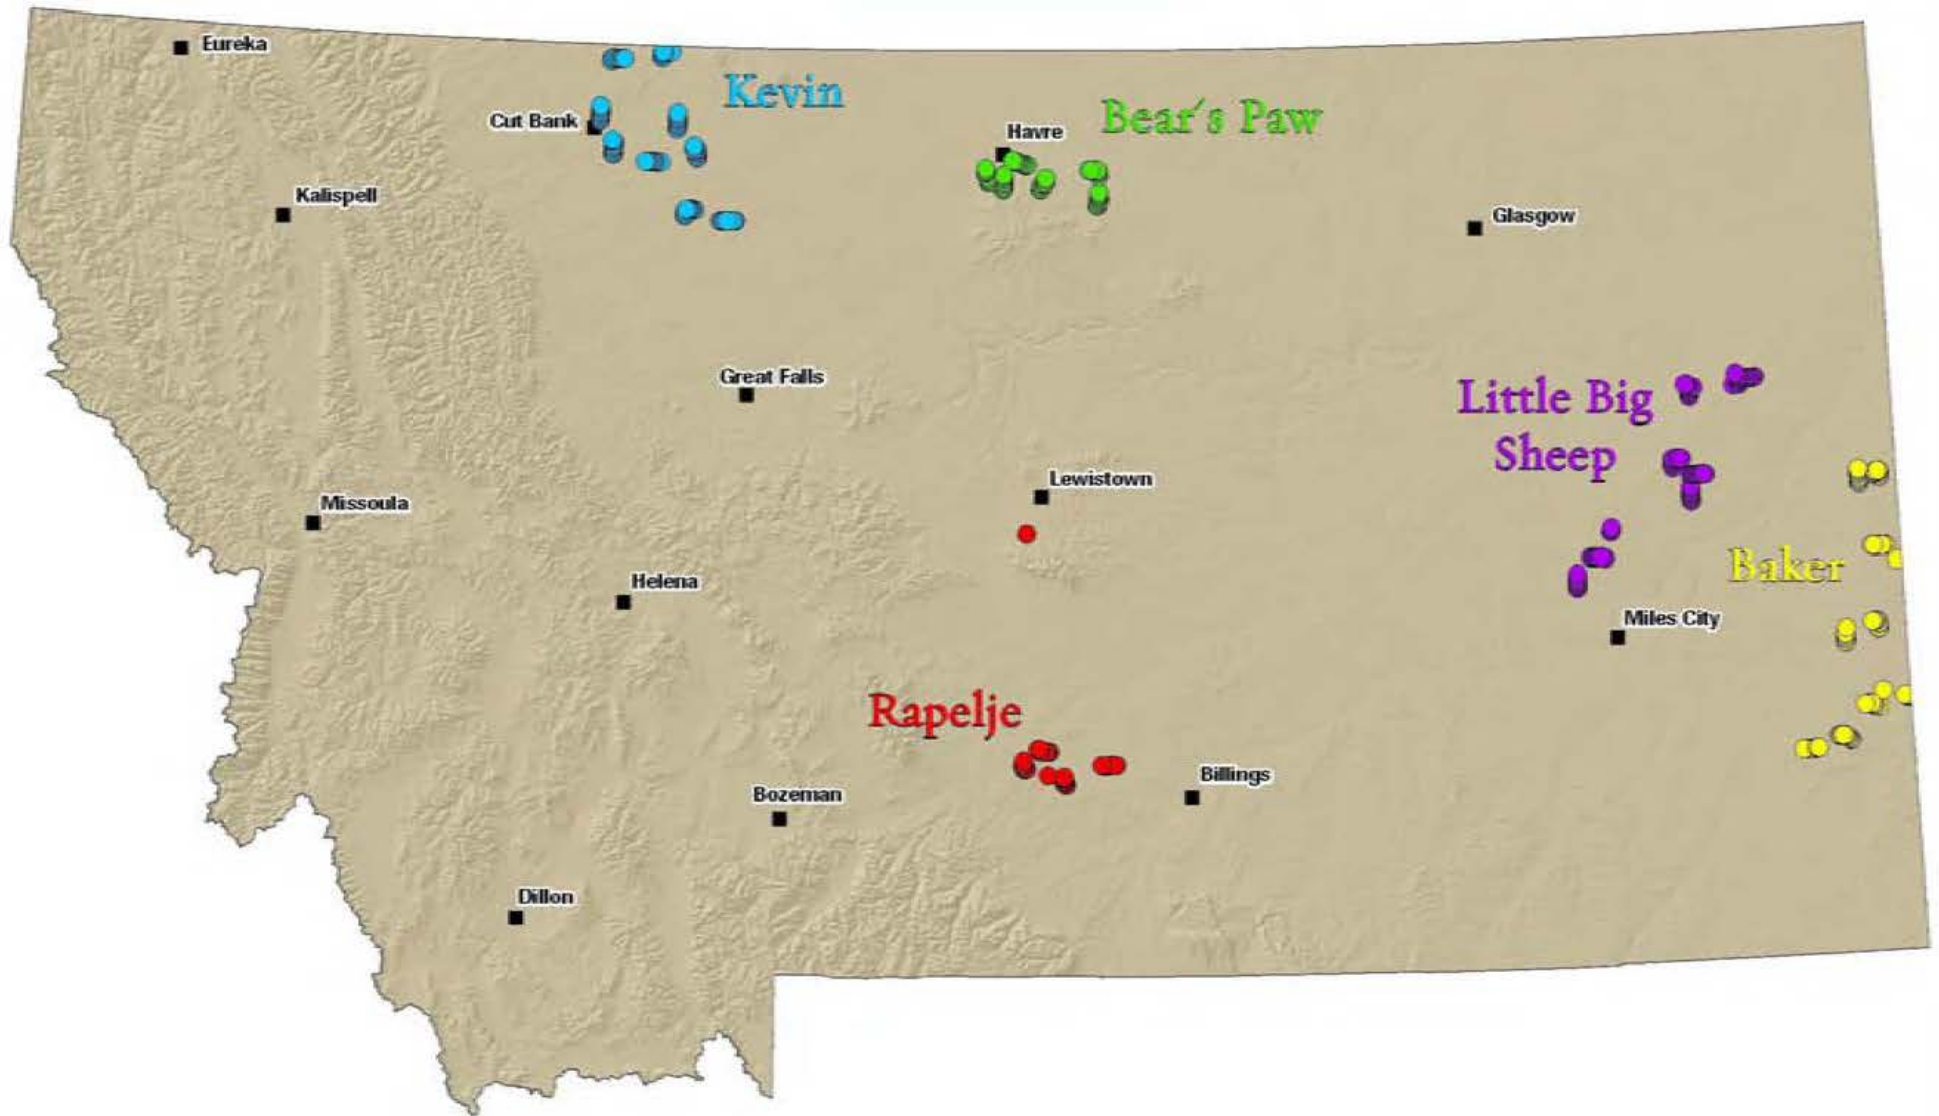 Eureka
Kevin
Cut Bank
Bear's Paw
Havre
Kalispell
Glasgow
Great Falls
Little Big
Sheep
Lewistown
Missoula
Baker
Helena
Miles City
Rapelje
Billings
Bozeman
Dillon